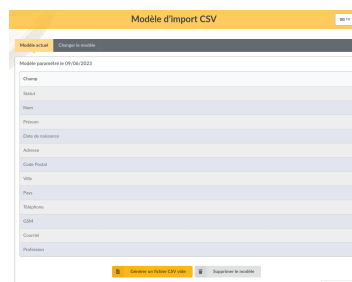 Modèle d'import CSV
FR
Modèle actuel Changer le modèle
Modèle paramétré le 09/06/2023
Champ
Statut
Nom
Prénom
Date de naissance
Adresse
Code Postal
Ville
Pays
Téléphone
GSM
Courriel
Profession
Générer un fichier CSV vide Supprimer le modèle